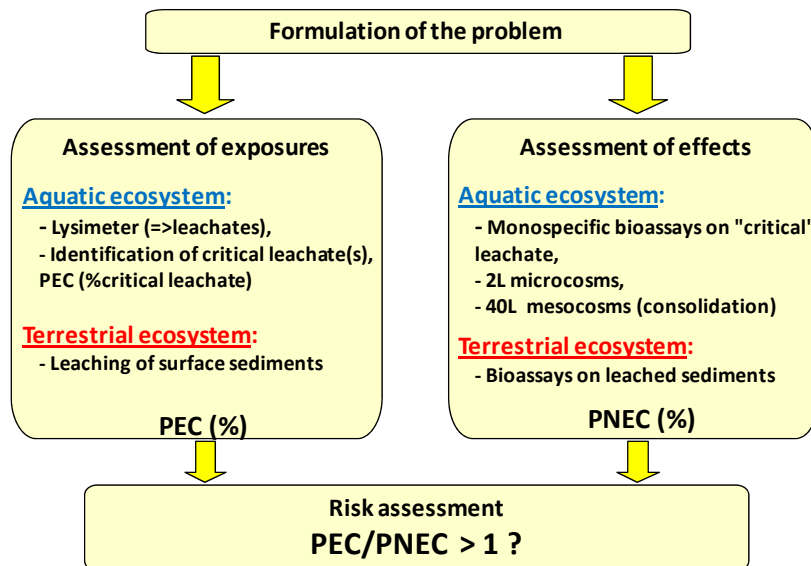 Formulation of the problem
Assessment of exposures
Aquatic ecosystem:
- Lysimeter (=>leachates),
- Identification of critical leachate(s),
PEC (%critical leachate)
Terrestrial ecosystem:
- Leaching of surface sediments
PEC (%)
Assessment of effects
Aquatic ecosystem:
- Monospecific bioassays on "critical"
leachate,
- 2L microcosms,
- 40L mesocosms (consolidation)
Terrestrial ecosystem:
- Bioassays on leached sediments
PNEC (%)
Risk assessment
PEC/PNEC > 1 ?